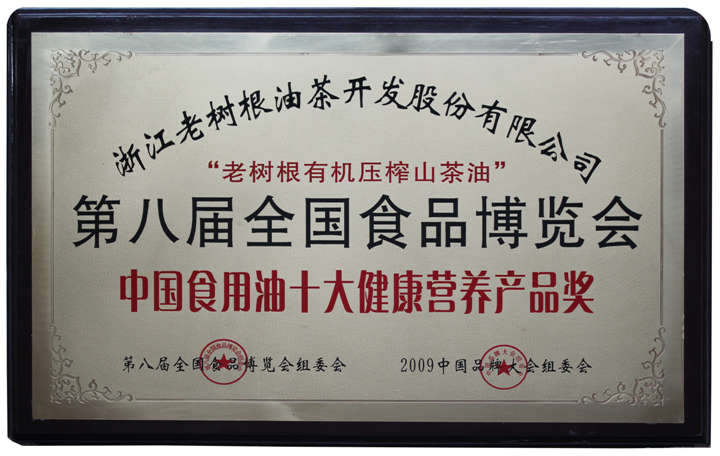 浙江老树根油茶开发股份有限公司
“老树根有机压榨山茶油”
第八届全国食品博览会
中国食用油十大健康营养产品奖
第八届全国食品博览会组委会 2009中国品牌大会组委会